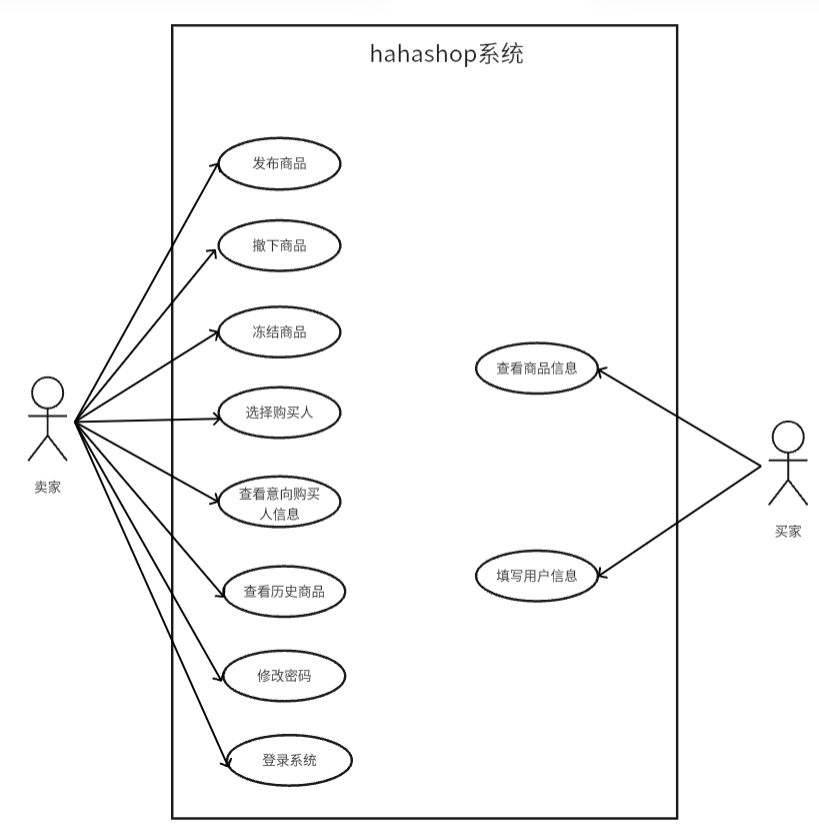 hahashop系统
发布商品
撤下商品
冻结商品
选择购买人
查看意向购买
人信息
查看历史商品
修改密码
登录系统
卖家
查看商品信息
填写用户信息
买家